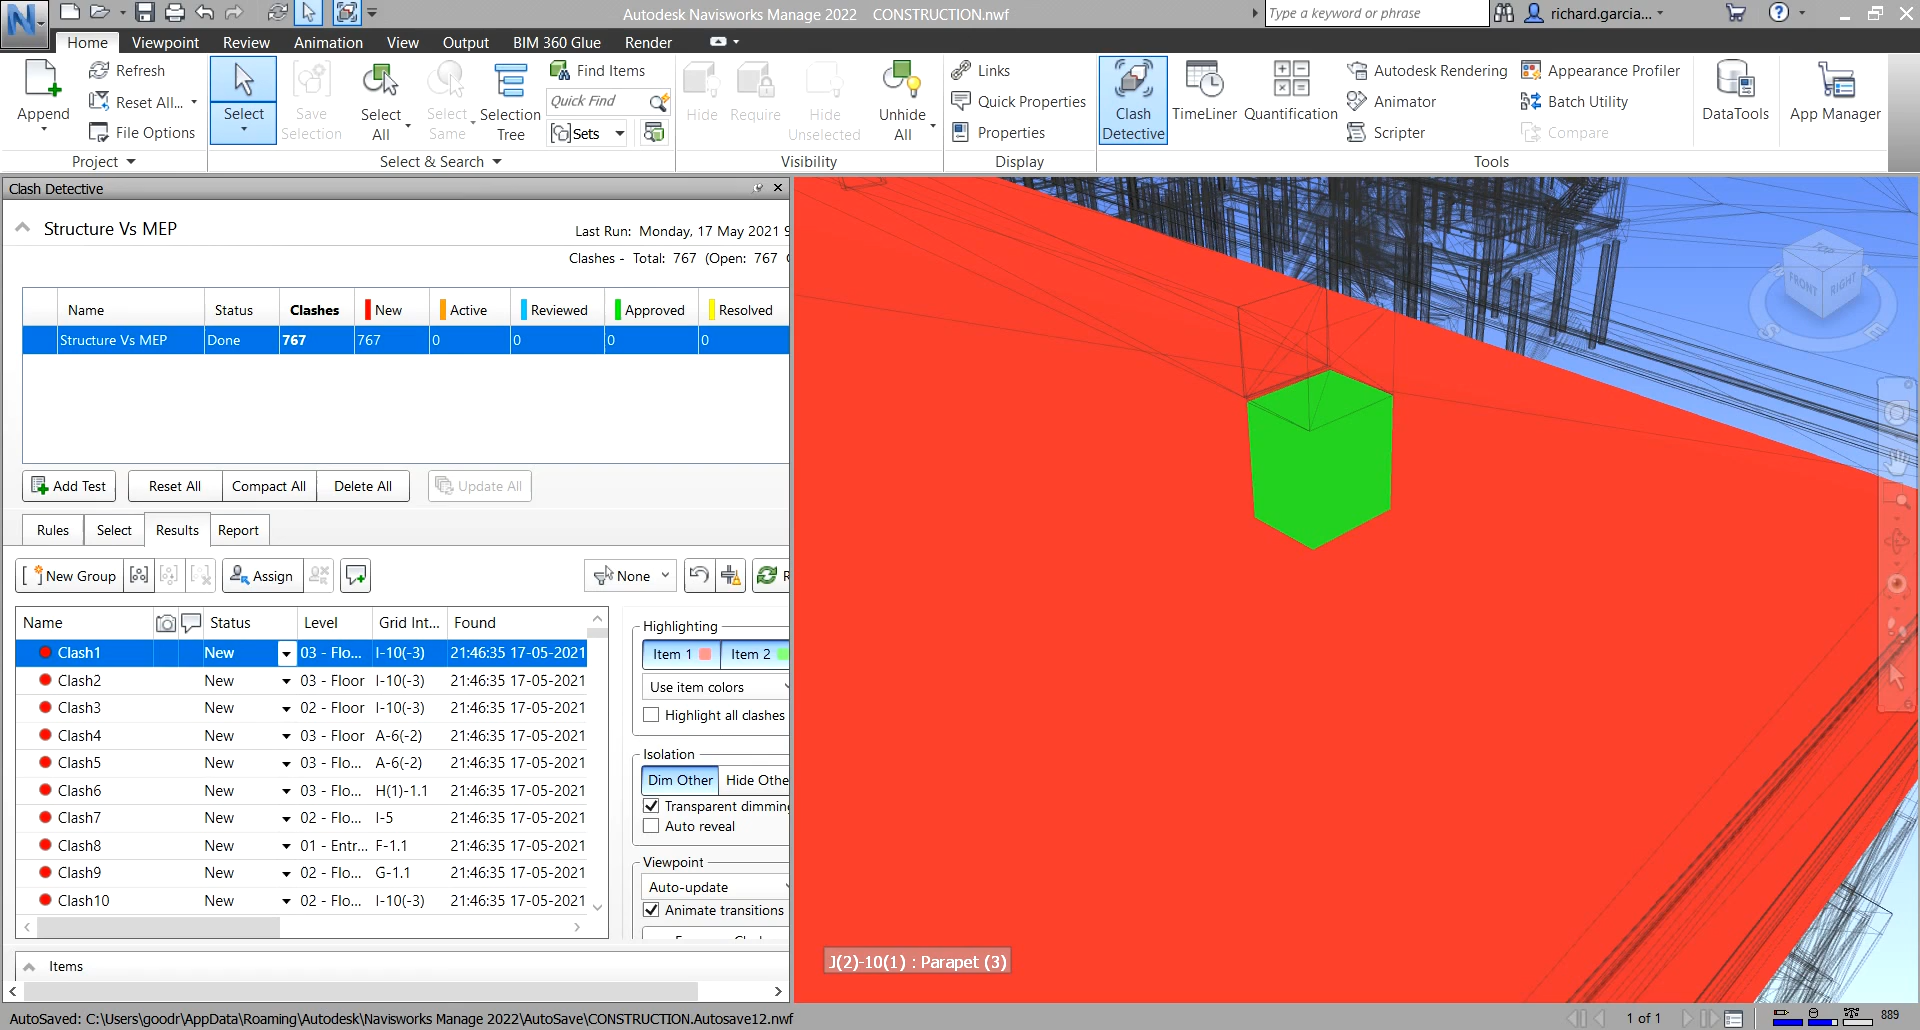 Autodesk Navisworks Manage 2022 CONSTRUCTION.nwf
Type a keyword or phrase
richard.garcia...
Home Viewpoint Review Animation View Output BIM 360 Glue Render
Append
Refresh
Reset All...
File Options
Project
Select
Save Selection
Select All
Select Same
Selection Tree
Find Items
Quick Find
Sets
Select & Search
Hide
Require
Hide Unselected
Unhide All
Visibility
Links
Quick Properties
Properties
Display
Clash Detective
TimeLiner
Quantification
Autodesk Rendering
Animator
Scripter
Appearance Profiler
Batch Utility
Compare
Tools
DataTools
App Manager
Clash Detective
Structure Vs MEP
Last Run: Monday, 17 May 2021 9
Clashes - Total: 767 (Open: 767
Name Status Clashes New Active Reviewed Approved Resolved
Structure Vs MEP Done 767 767 0 0 0 0
Add Test Reset All Compact All Delete All Update All
Rules Select Results Report
New Group Assign None R
Name Status Level Grid Int... Found
Clash1 New 03 - Flo... I-10(-3) 21:46:35 17-05-2021
Clash2 New 03 - Floor I-10(-3) 21:46:35 17-05-2021
Clash3 New 02 - Floor I-10(-3) 21:46:35 17-05-2021
Clash4 New 03 - Floor A-6(-2) 21:46:35 17-05-2021
Clash5 New 03 - Flo... A-6(-2) 21:46:35 17-05-2021
Clash6 New 03 - Flo... H(1)-1.1 21:46:35 17-05-2021
Clash7 New 02 - Flo... I-5 21:46:35 17-05-2021
Clash8 New 01 - Entr... F-1.1 21:46:35 17-05-2021
Clash9 New 02 - Flo... G-1.1 21:46:35 17-05-2021
Clash10 New 02 - Flo... I-10(-3) 21:46:35 17-05-2021
Highlighting
Item 1 Item 2
Use item colors
Highlight all clashes
Isolation
Dim Other Hide Othe
Transparent dimming
Auto reveal
Viewpoint
Auto-update
Animate transitions
Items
TOP
FRONT
RIGHT
S
E
J(2)-10(1) : Parapet (3)
AutoSaved: C:\Users\goodr\AppData\Roaming\Autodesk\Navisworks Manage 2022\AutoSave\CONSTRUCTION.Autosave12.nwf
1 of 1
889